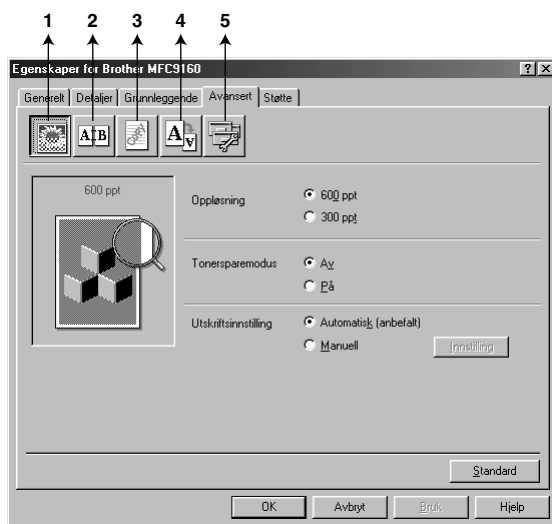 1 2 3 4 5
Egenskaper for Brother MFC9160
Generelt Detaljer Grunnleggende Avansert Støtte
A B
A A
600 ppt
Oppløsning
600 ppt
300 ppt
Tonersparemodus
Av
På
Utskriftsinnstilling
Automatisk (anbefalt)
Manuell
Innstilling
Standard
OK Avbryt Bruk Hjelp